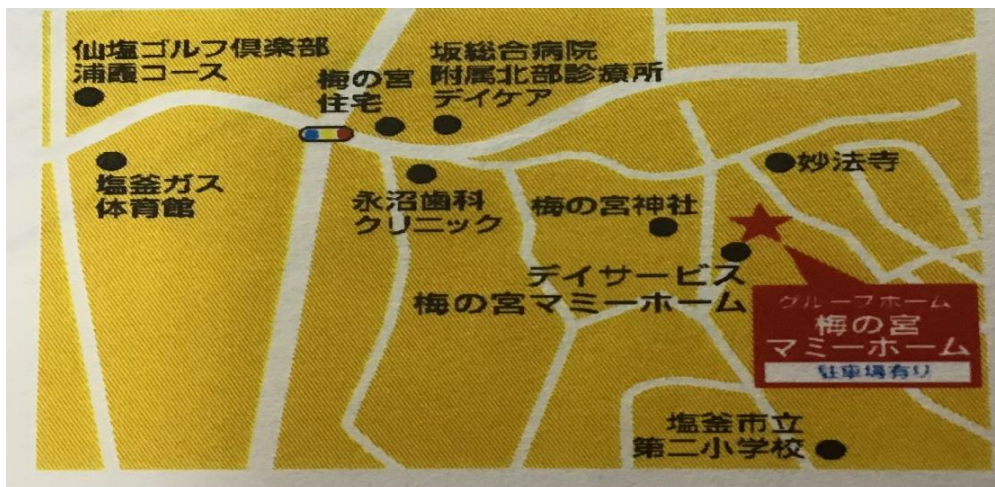 仙塩ゴルフ倶楽部
浦霞コース
梅の宮
住宅
坂総合病院
附属北部診療所
デイケア
塩釜ガス
体育館
永沼歯科
クリニック
梅の宮神社
妙法寺
デイサービス
梅の宮マミーホーム
グループホーム
梅の宮
マミーホーム
駐車場有り
塩釜市立
第二小学校